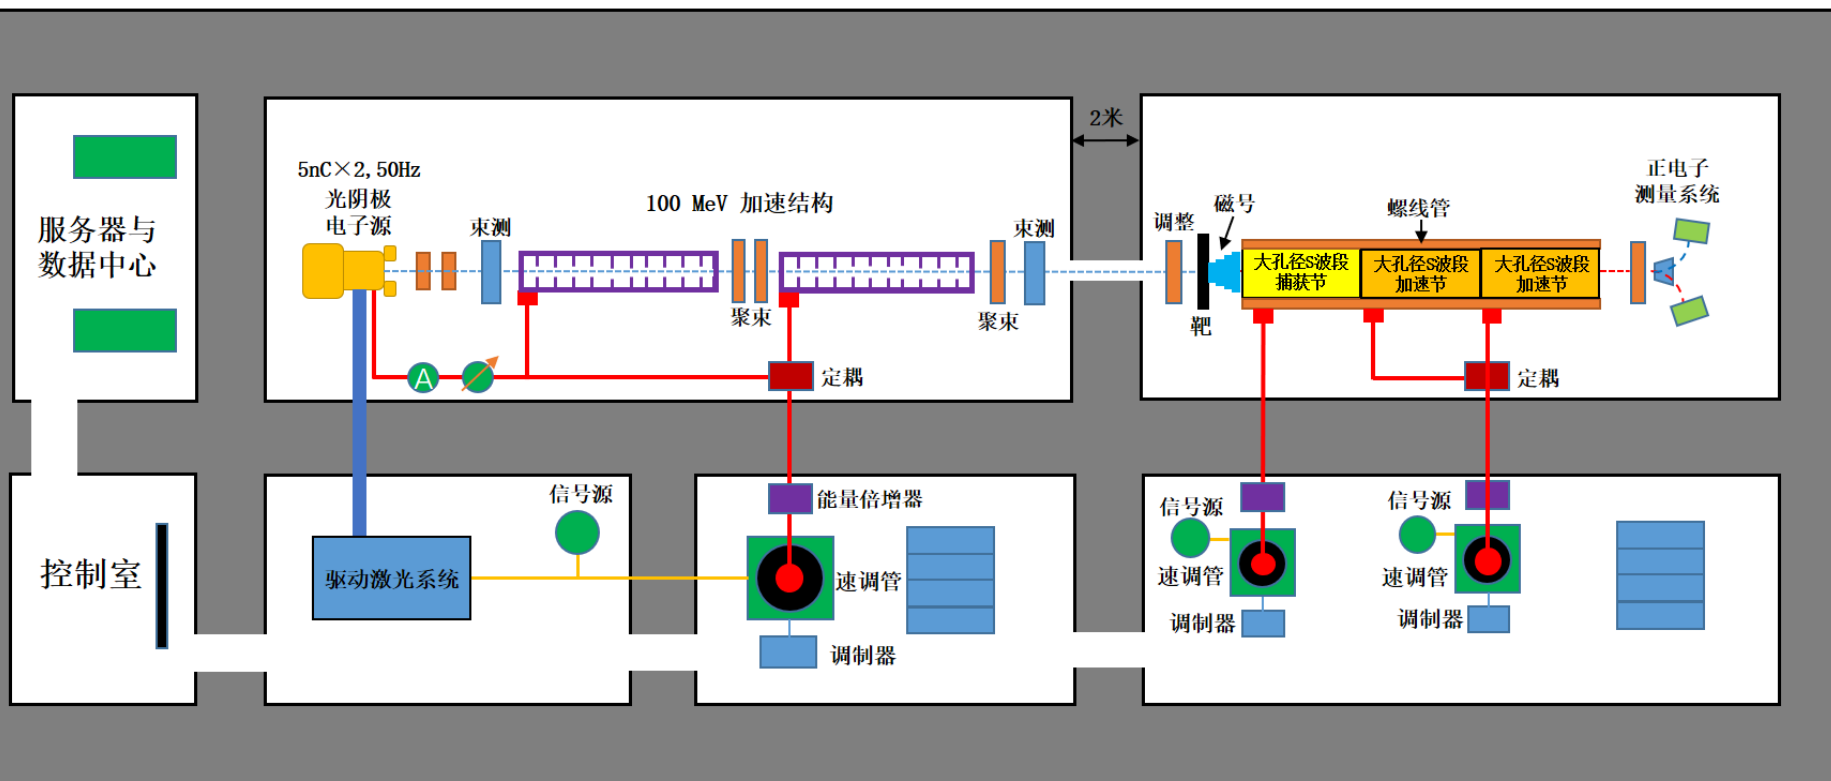 服务器与
数据中心
控制室
5nC×2,50Hz
光阴极
电子源
束测
100 MeV 加速结构
聚束
聚束
束测
A
定耦
2米
调整
磁号
靶
螺线管
大孔径S波段
捕获节
大孔径S波段
加速节
大孔径S波段
加速节
正电子
测量系统
定耦
驱动激光系统
信号源
能量倍增器
速调管
调制器
信号源
速调管
调制器
信号源
速调管
调制器